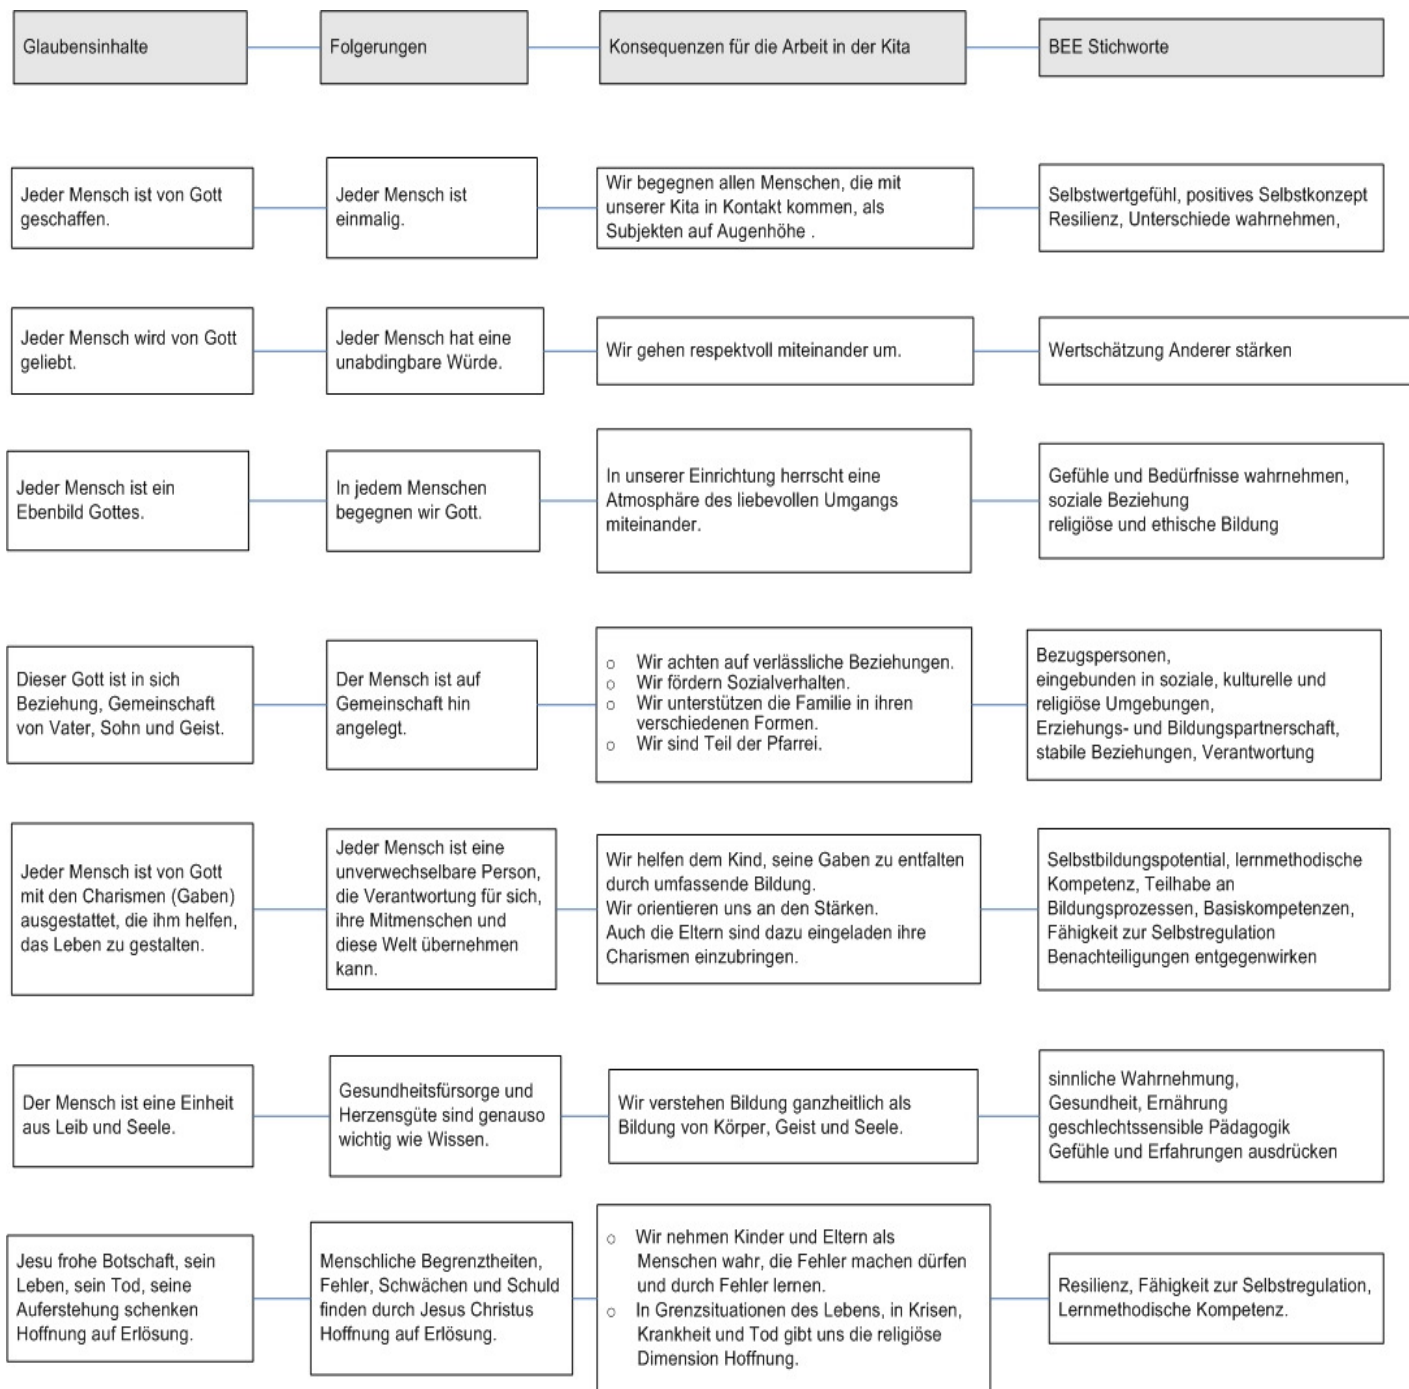 Glaubensinhalte
Folgerungen
Konsequenzen für die Arbeit in der Kita
BEE Stichworte
Jeder Mensch ist von Gott
geschaffen.
Jeder Mensch ist
einmalig.
Wir begegnen allen Menschen, die mit
unserer Kita in Kontakt kommen, als
Subjekten auf Augenhöhe .
Selbstwertgefühl, positives Selbstkonzept
Resilienz, Unterschiede wahrnehmen,
Jeder Mensch wird von Gott
geliebt.
Jeder Mensch hat eine
unabdingbare Würde.
Wir gehen respektvoll miteinander um.
Wertschätzung Anderer stärken
Jeder Mensch ist ein
Ebenbild Gottes.
In jedem Menschen
begegnen wir Gott.
In unserer Einrichtung herrscht eine
Atmosphäre des liebevollen Umgangs
miteinander.
Gefühle und Bedürfnisse wahrnehmen,
soziale Beziehung
religiöse und ethische Bildung
Dieser Gott ist in sich
Beziehung, Gemeinschaft
von Vater, Sohn und Geist.
Der Mensch ist auf
Gemeinschaft hin
angelegt.
o Wir achten auf verlässliche Beziehungen.
o Wir fördern Sozialverhalten.
o Wir unterstützen die Familie in ihren
verschiedenen Formen.
o Wir sind Teil der Pfarrei.
Bezugspersonen,
eingebunden in soziale, kulturelle und
religiöse Umgebungen,
Erziehungs- und Bildungspartnerschaft,
stabile Beziehungen, Verantwortung
Jeder Mensch ist von Gott
mit den Charismen (Gaben)
ausgestattet, die ihm helfen,
das Leben zu gestalten.
Jeder Mensch ist eine
unverwechselbare Person,
die Verantwortung für sich,
ihre Mitmenschen und
diese Welt übernehmen
kann.
Wir helfen dem Kind, seine Gaben zu entfalten
durch umfassende Bildung.
Wir orientieren uns an den Stärken.
Auch die Eltern sind dazu eingeladen ihre
Charismen einzubringen.
Selbstbildungspotential, lernmethodische
Kompetenz, Teilhabe an
Bildungsprozessen, Basiskompetenzen,
Fähigkeit zur Selbstregulation
Benachteiligungen entgegenwirken
Der Mensch ist eine Einheit
aus Leib und Seele.
Gesundheitsfürsorge und
Herzensgüte sind genauso
wichtig wie Wissen.
Wir verstehen Bildung ganzheitlich als
Bildung von Körper, Geist und Seele.
sinnliche Wahrnehmung,
Gesundheit, Ernährung
geschlechtssensible Pädagogik
Gefühle und Erfahrungen ausdrücken
Jesu frohe Botschaft, sein
Leben, sein Tod, seine
Auferstehung schenken
Hoffnung auf Erlösung.
Menschliche Begrenztheiten,
Fehler, Schwächen und Schuld
finden durch Jesus Christus
Hoffnung auf Erlösung.
o Wir nehmen Kinder und Eltern als
Menschen wahr, die Fehler machen dürfen
und durch Fehler lernen.
o In Grenzsituationen des Lebens, in Krisen,
Krankheit und Tod gibt uns die religiöse
Dimension Hoffnung.
Resilienz, Fähigkeit zur Selbstregulation,
Lernmethodische Kompetenz.